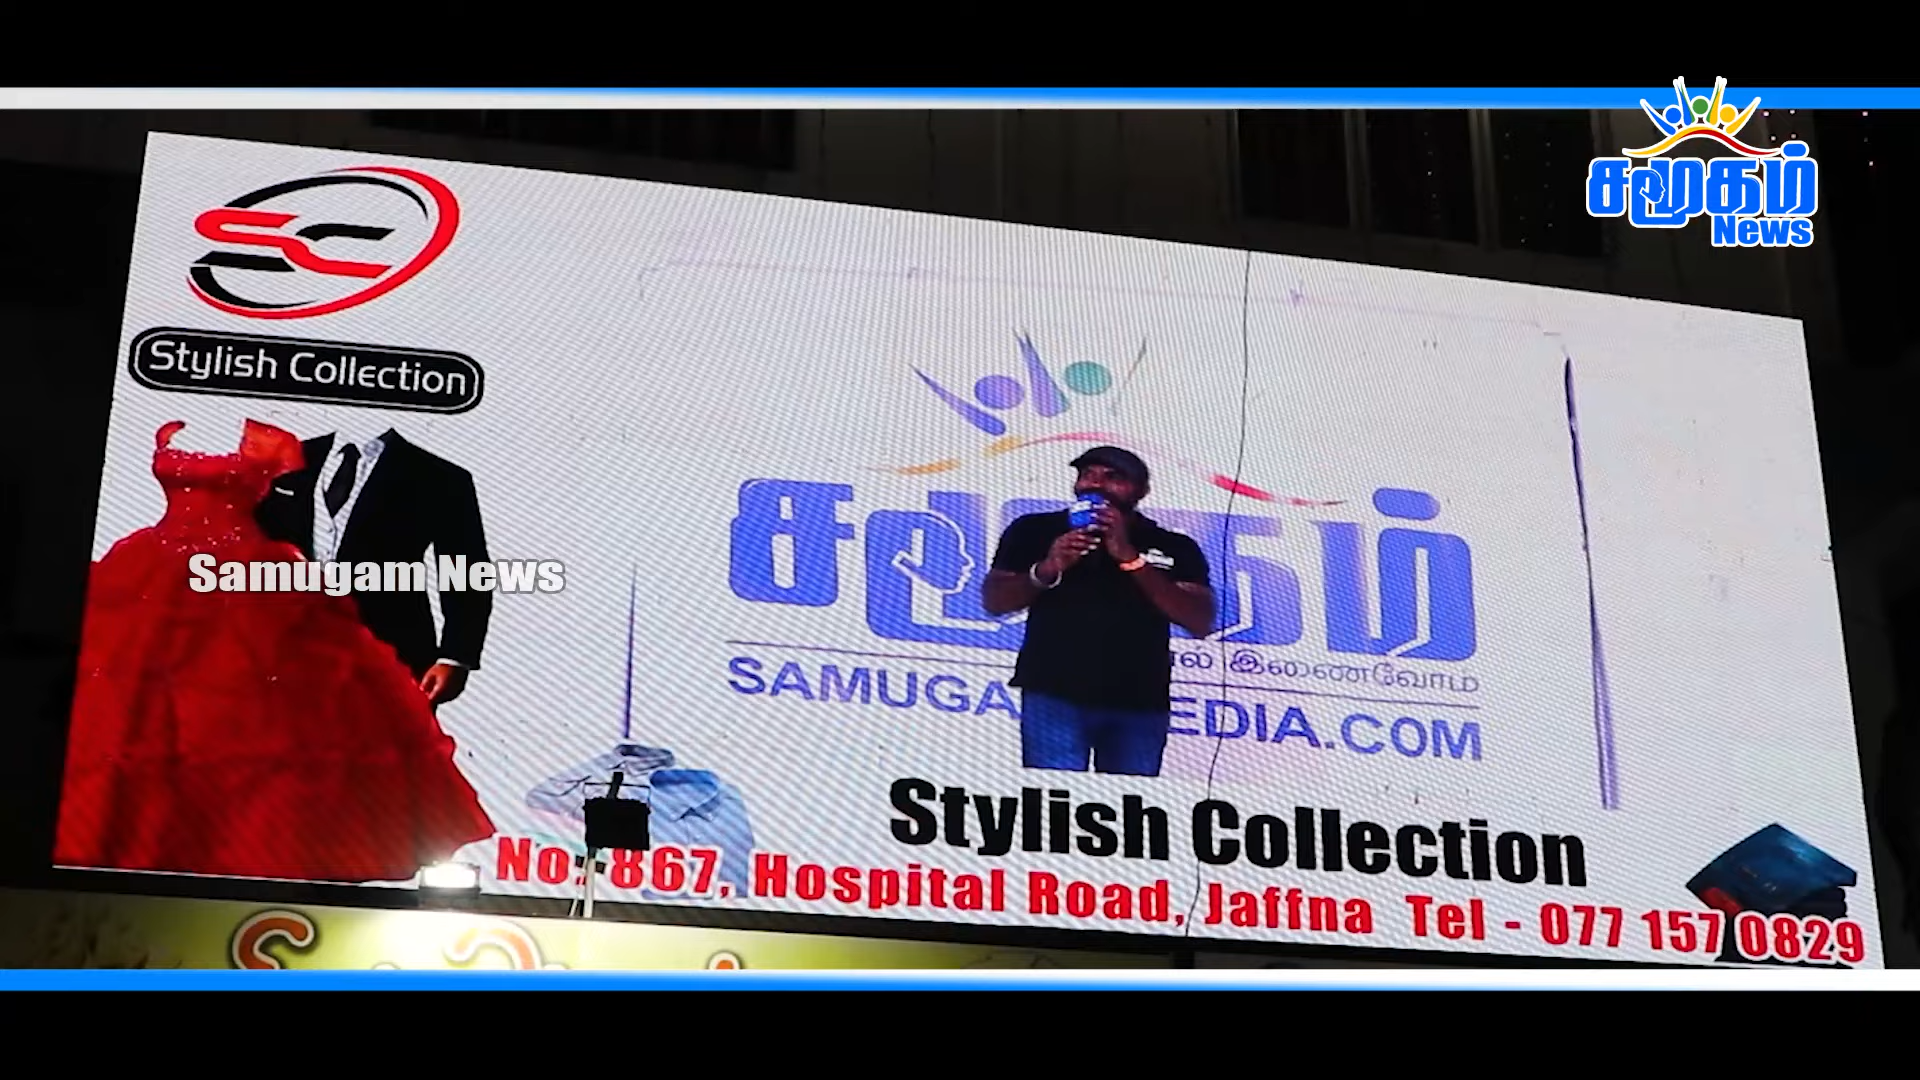 சமூகம்
News
SC
Stylish Collection
சமூகம்
இணைவோம்
SAMUGA EDIA.COM
Samugam News
Stylish Collection
No: 867, Hospital Road, Jaffna Tel - 077 157 0829